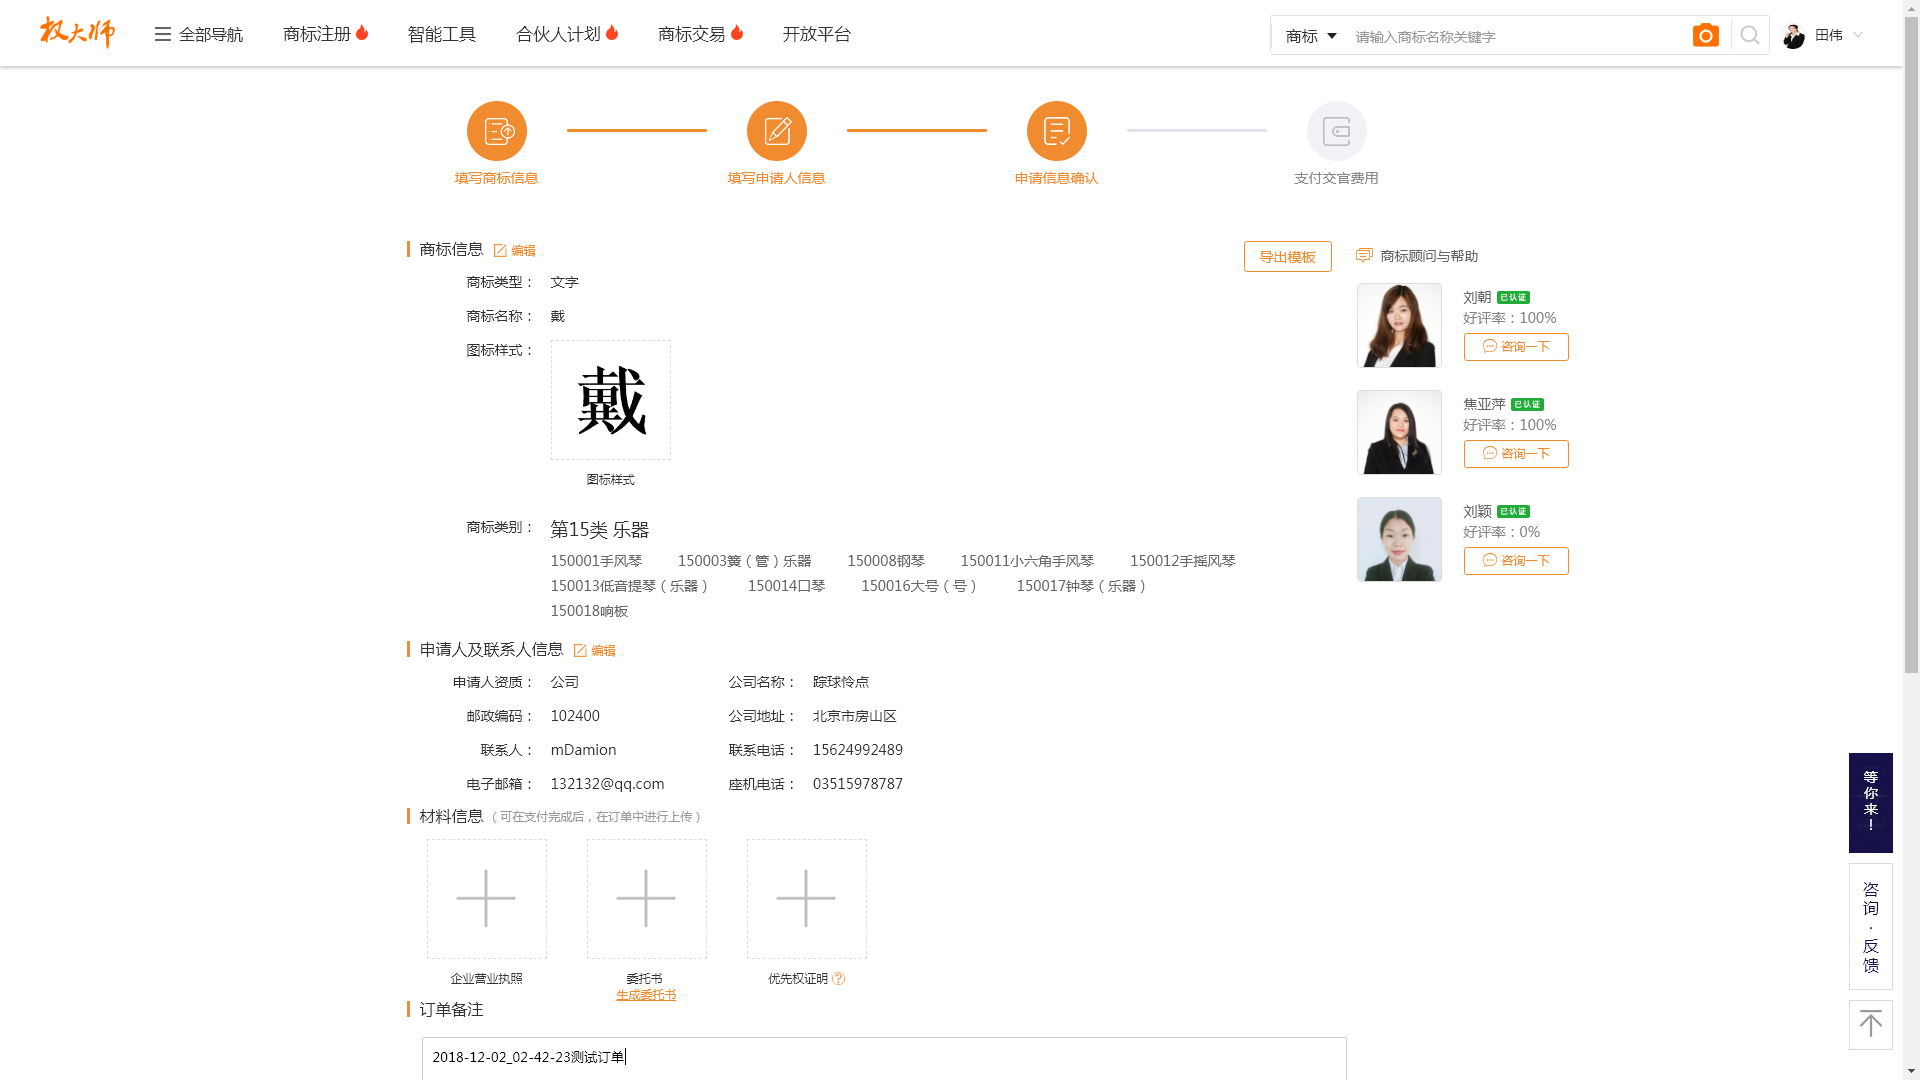 权大师
全部导航
商标注册
智能工具
合伙人计划
商标交易
开放平台
商标
请输入商标名称关键字
田伟
填写商标信息
填写申请人信息
申请信息确认
支付交官费用
商标信息 编辑
导出模板
商标类型： 文字
商标名称： 戴
图标样式：
戴
图标样式
商标类别： 第15类 乐器
150001手风琴 150003簧（管）乐器 150008钢琴 150011小六角手风琴 150012手摇风琴
150013低音提琴（乐器） 150014口琴 150016大号（号） 150017钟琴（乐器）
150018响板
商标顾问与帮助
刘朝 已认证
好评率：100%
咨询一下
焦亚萍 已认证
好评率：100%
咨询一下
刘颖 已认证
好评率：0%
咨询一下
申请人及联系人信息 编辑
申请人资质： 公司 公司名称： 踪球怜点
邮政编码： 102400 公司地址： 北京市房山区
联系人： mDamion 联系电话： 15624992489
电子邮箱： 132132@qq.com 座机电话： 03515978787
材料信息（可在支付完成后，在订单中进行上传）
企业营业执照
委托书
生成委托书
优先权证明
订单备注
2018-12-02_02-42-23测试订单
等你来！
咨询·反馈